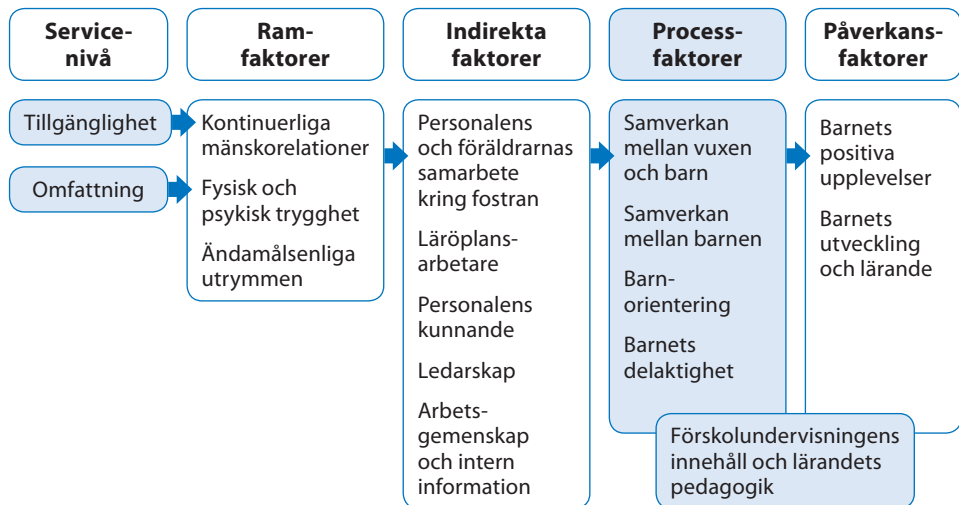 Service-
nivå
Ram-
faktorer
Indirekta
faktorer
Process-
faktorer
Påverkans-
faktorer
Tillgänglighet
Omfattning
Kontinuerliga
mänskorelationer
Fysisk och
psykisk trygghet
Ändamålsenliga
utrymmen
Personalens
och föräldrarnas
samarbete
kring fostran
Läröplans-
arbetare
Personalens
kunnande
Ledarskap
Arbets-
gemenskap
och intern
information
Samverkan
mellan vuxen
och barn
Samverkan
mellan barnen
Barn-
orientering
Barnets
delaktighet
Barnets
positiva
upplevelser
Barnets
utveckling
och lärande
Förskolundervisningens
innehåll och lärandets
pedagogik